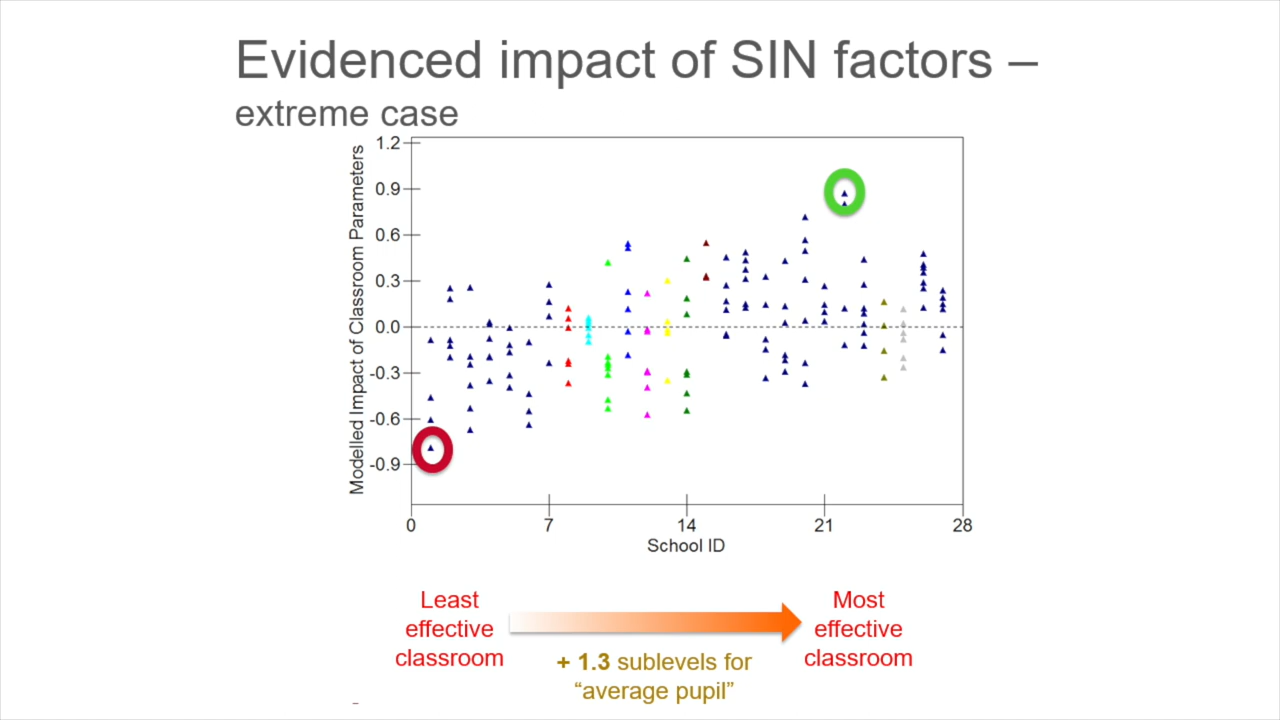 Evidenced impact of SIN factors –
extreme case
Modelled Impact of Classroom Parameters
1.2
0.9
0.6
0.3
0.0
-0.3
-0.6
-0.9
0 7 14 21 28
School ID
Least
effective
classroom
+ 1.3 sublevels for
“average pupil”
Most
effective
classroom